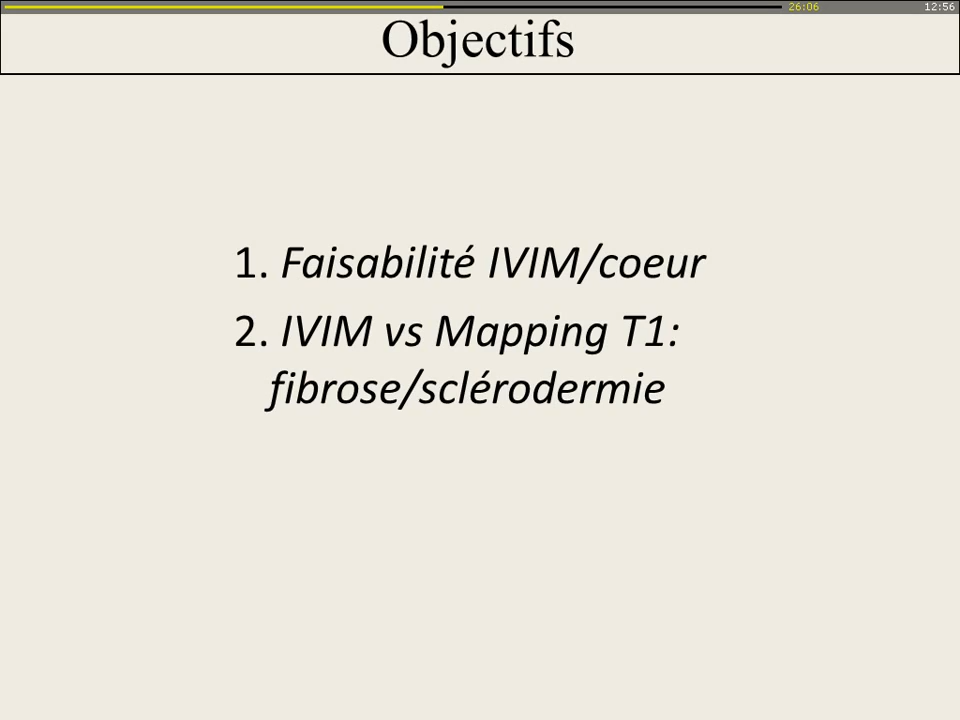 26:06 12:56
Objectifs
1. Faisabilité IVIM/coeur
2. IVIM vs Mapping T1:
fibrose/sclérodermie